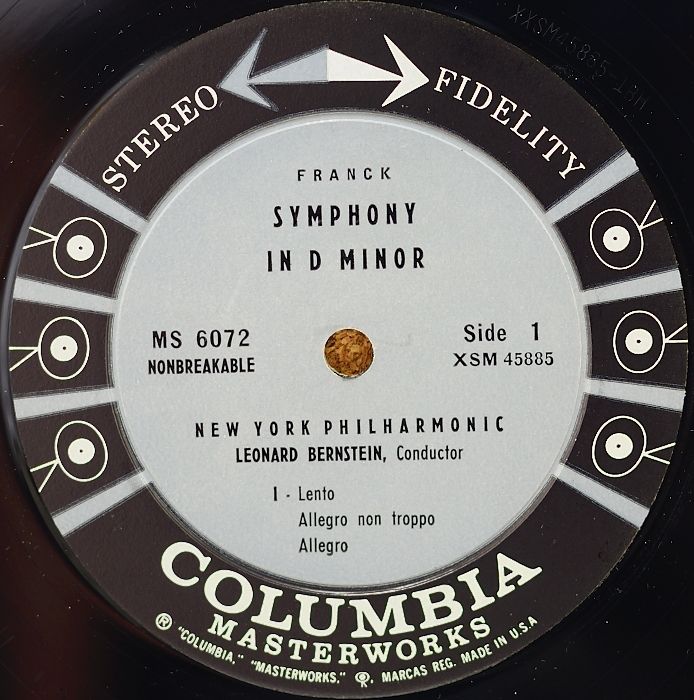 STEREO FIDELITY
FRANCK
SYMPHONY
IN D MINOR
MS 6072
NONBREAKABLE
Side 1
XSM 45885
NEW YORK PHILHARMONIC
LEONARD BERNSTEIN, Conductor
I - Lento
Allegro non troppo
Allegro
COLUMBIA
MASTERWORKS
® "COLUMBIA," "MASTERWORKS," MARCAS REG. MADE IN U.S.A